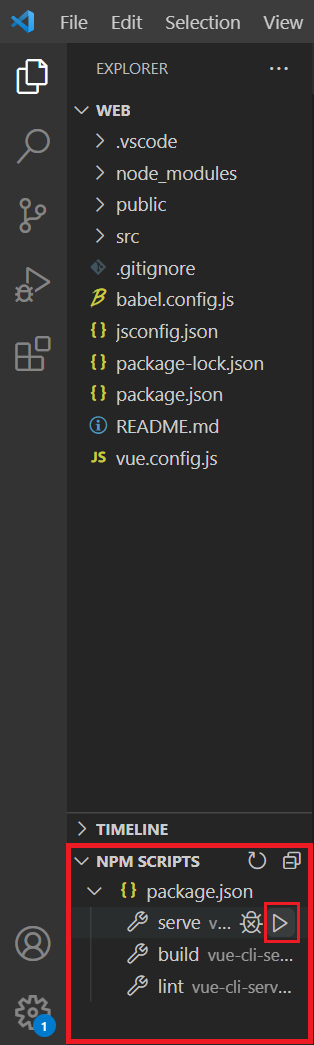 File Edit Selection View
EXPLORER ...
WEB
.vscode
node_modules
public
src
.gitignore
B babel.config.js
{} jsconfig.json
{} package-lock.json
{} package.json
README.md
JS vue.config.js
TIMELINE
NPM SCRIPTS
{} package.json
serve v...
build vue-cli-se...
lint vue-cli-serv...
1